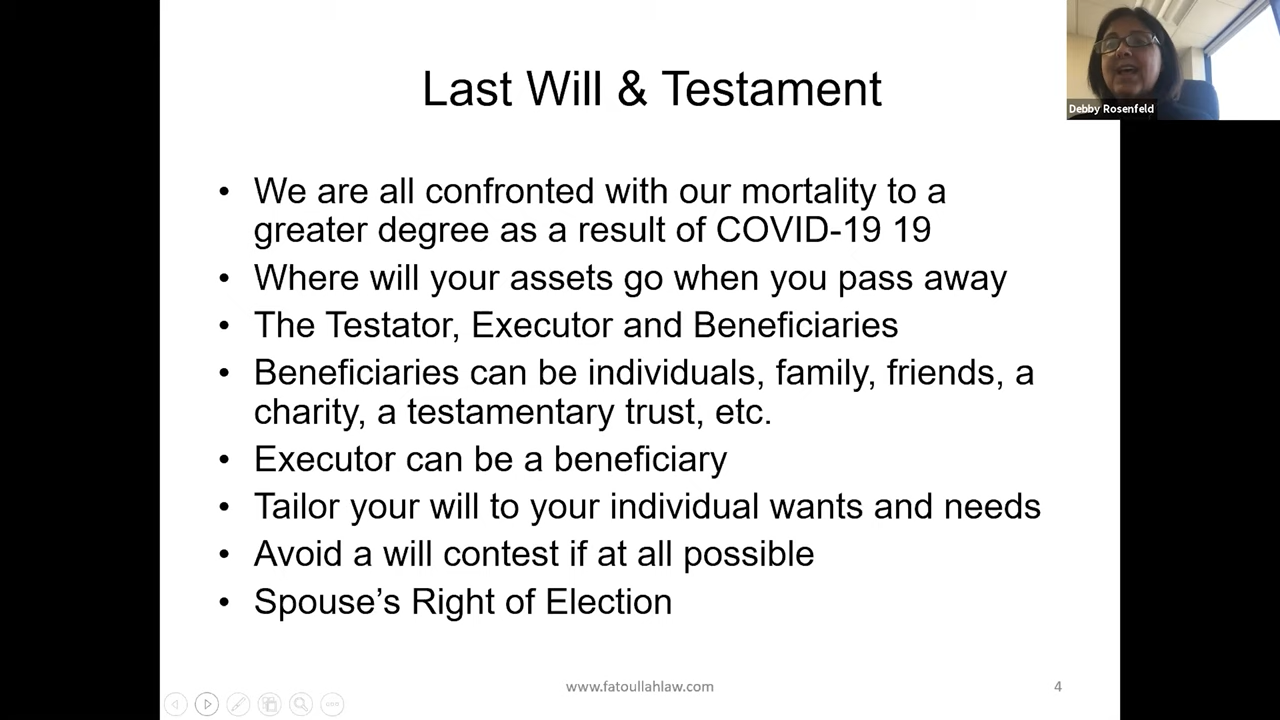 Last Will & Testament
Debby Rosenfeld
• We are all confronted with our mortality to a
greater degree as a result of COVID-19 19
• Where will your assets go when you pass away
• The Testator, Executor and Beneficiaries
• Beneficiaries can be individuals, family, friends, a
charity, a testamentary trust, etc.
• Executor can be a beneficiary
• Tailor your will to your individual wants and needs
• Avoid a will contest if at all possible
• Spouse’s Right of Election
www.fatoullahlaw.com
4